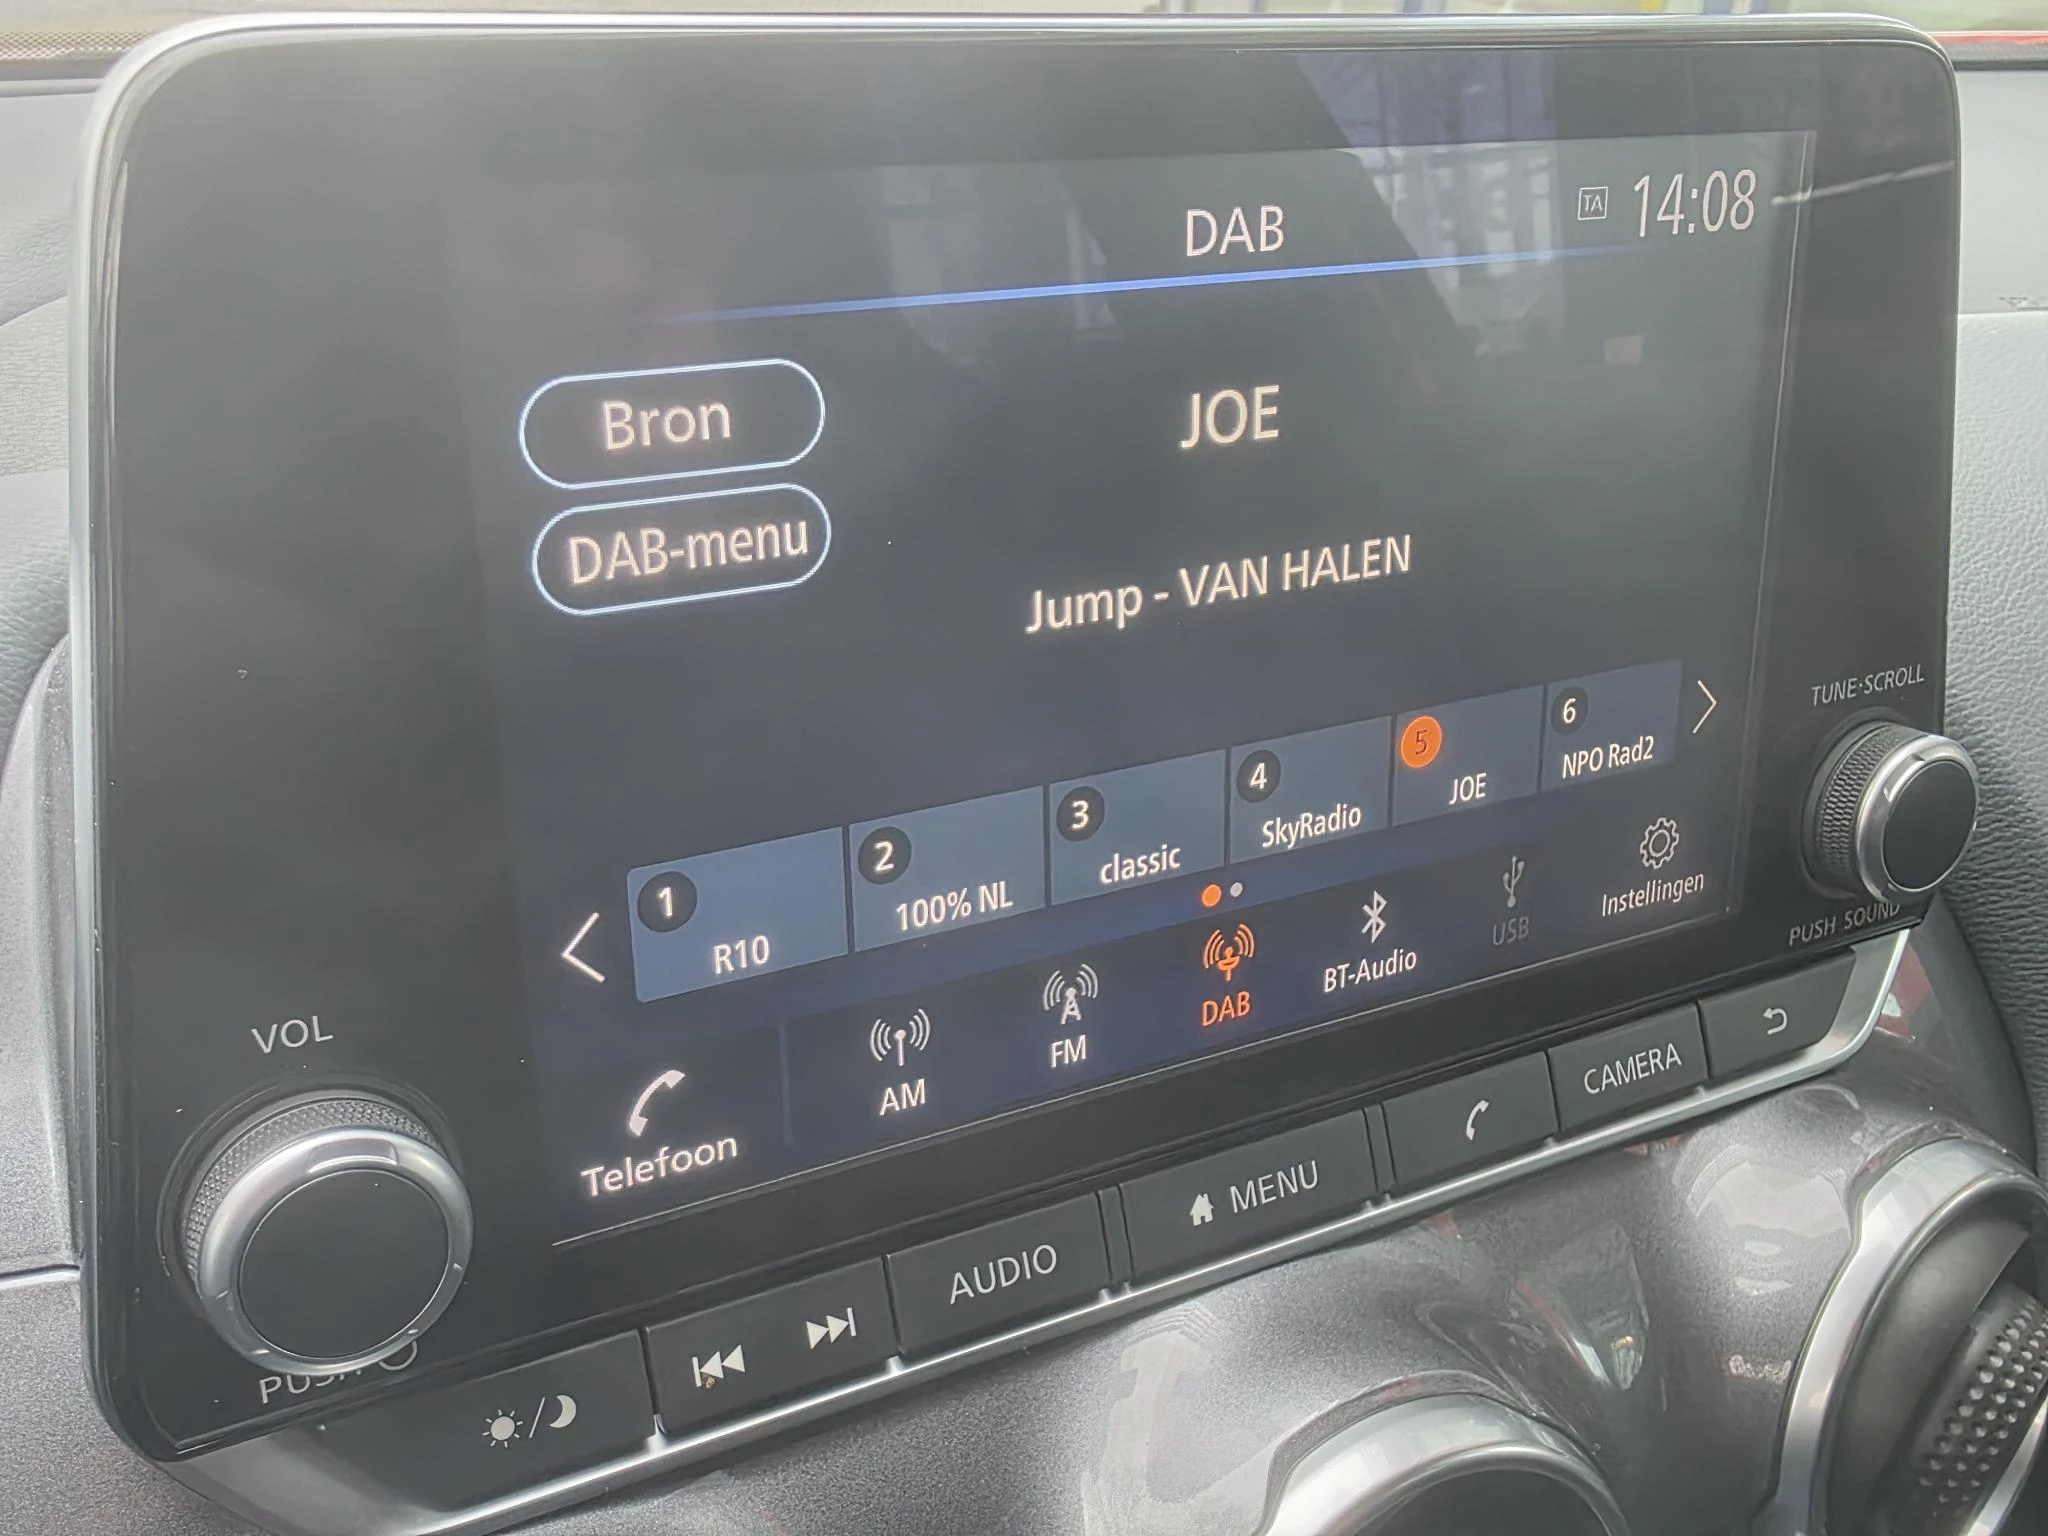 DAB
TA 14:08
Bron
JOE
DAB-menu
Jump - VAN HALEN
1 R10
2 100% NL
3 classic
4 SkyRadio
5 JOE
6 NPO Rad2
Telefoon
AM
FM
DAB
BT-Audio
USB
Instellingen
TUNE·SCROLL
PUSH SOUND
VOL
PUSH
AUDIO
MENU
CAMERA